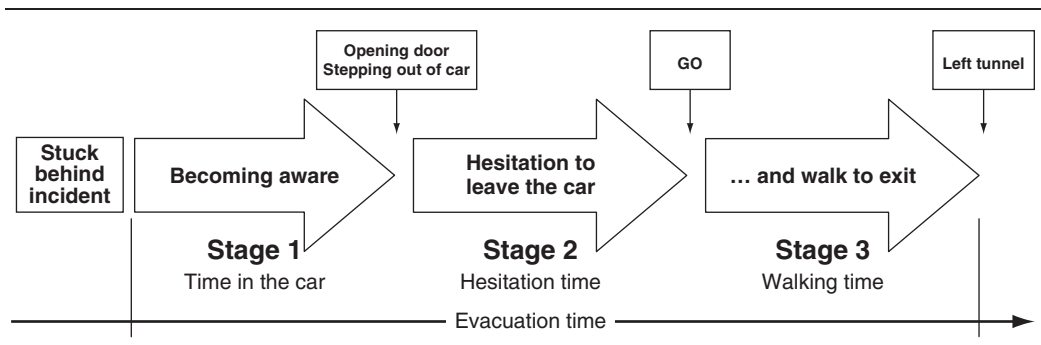 Opening door
Stepping out of car
GO
Left tunnel
Stuck
behind
incident
Becoming aware
Hesitation to
leave the car
... and walk to exit
Stage 1
Stage 2
Stage 3
Time in the car
Hesitation time
Walking time
Evacuation time